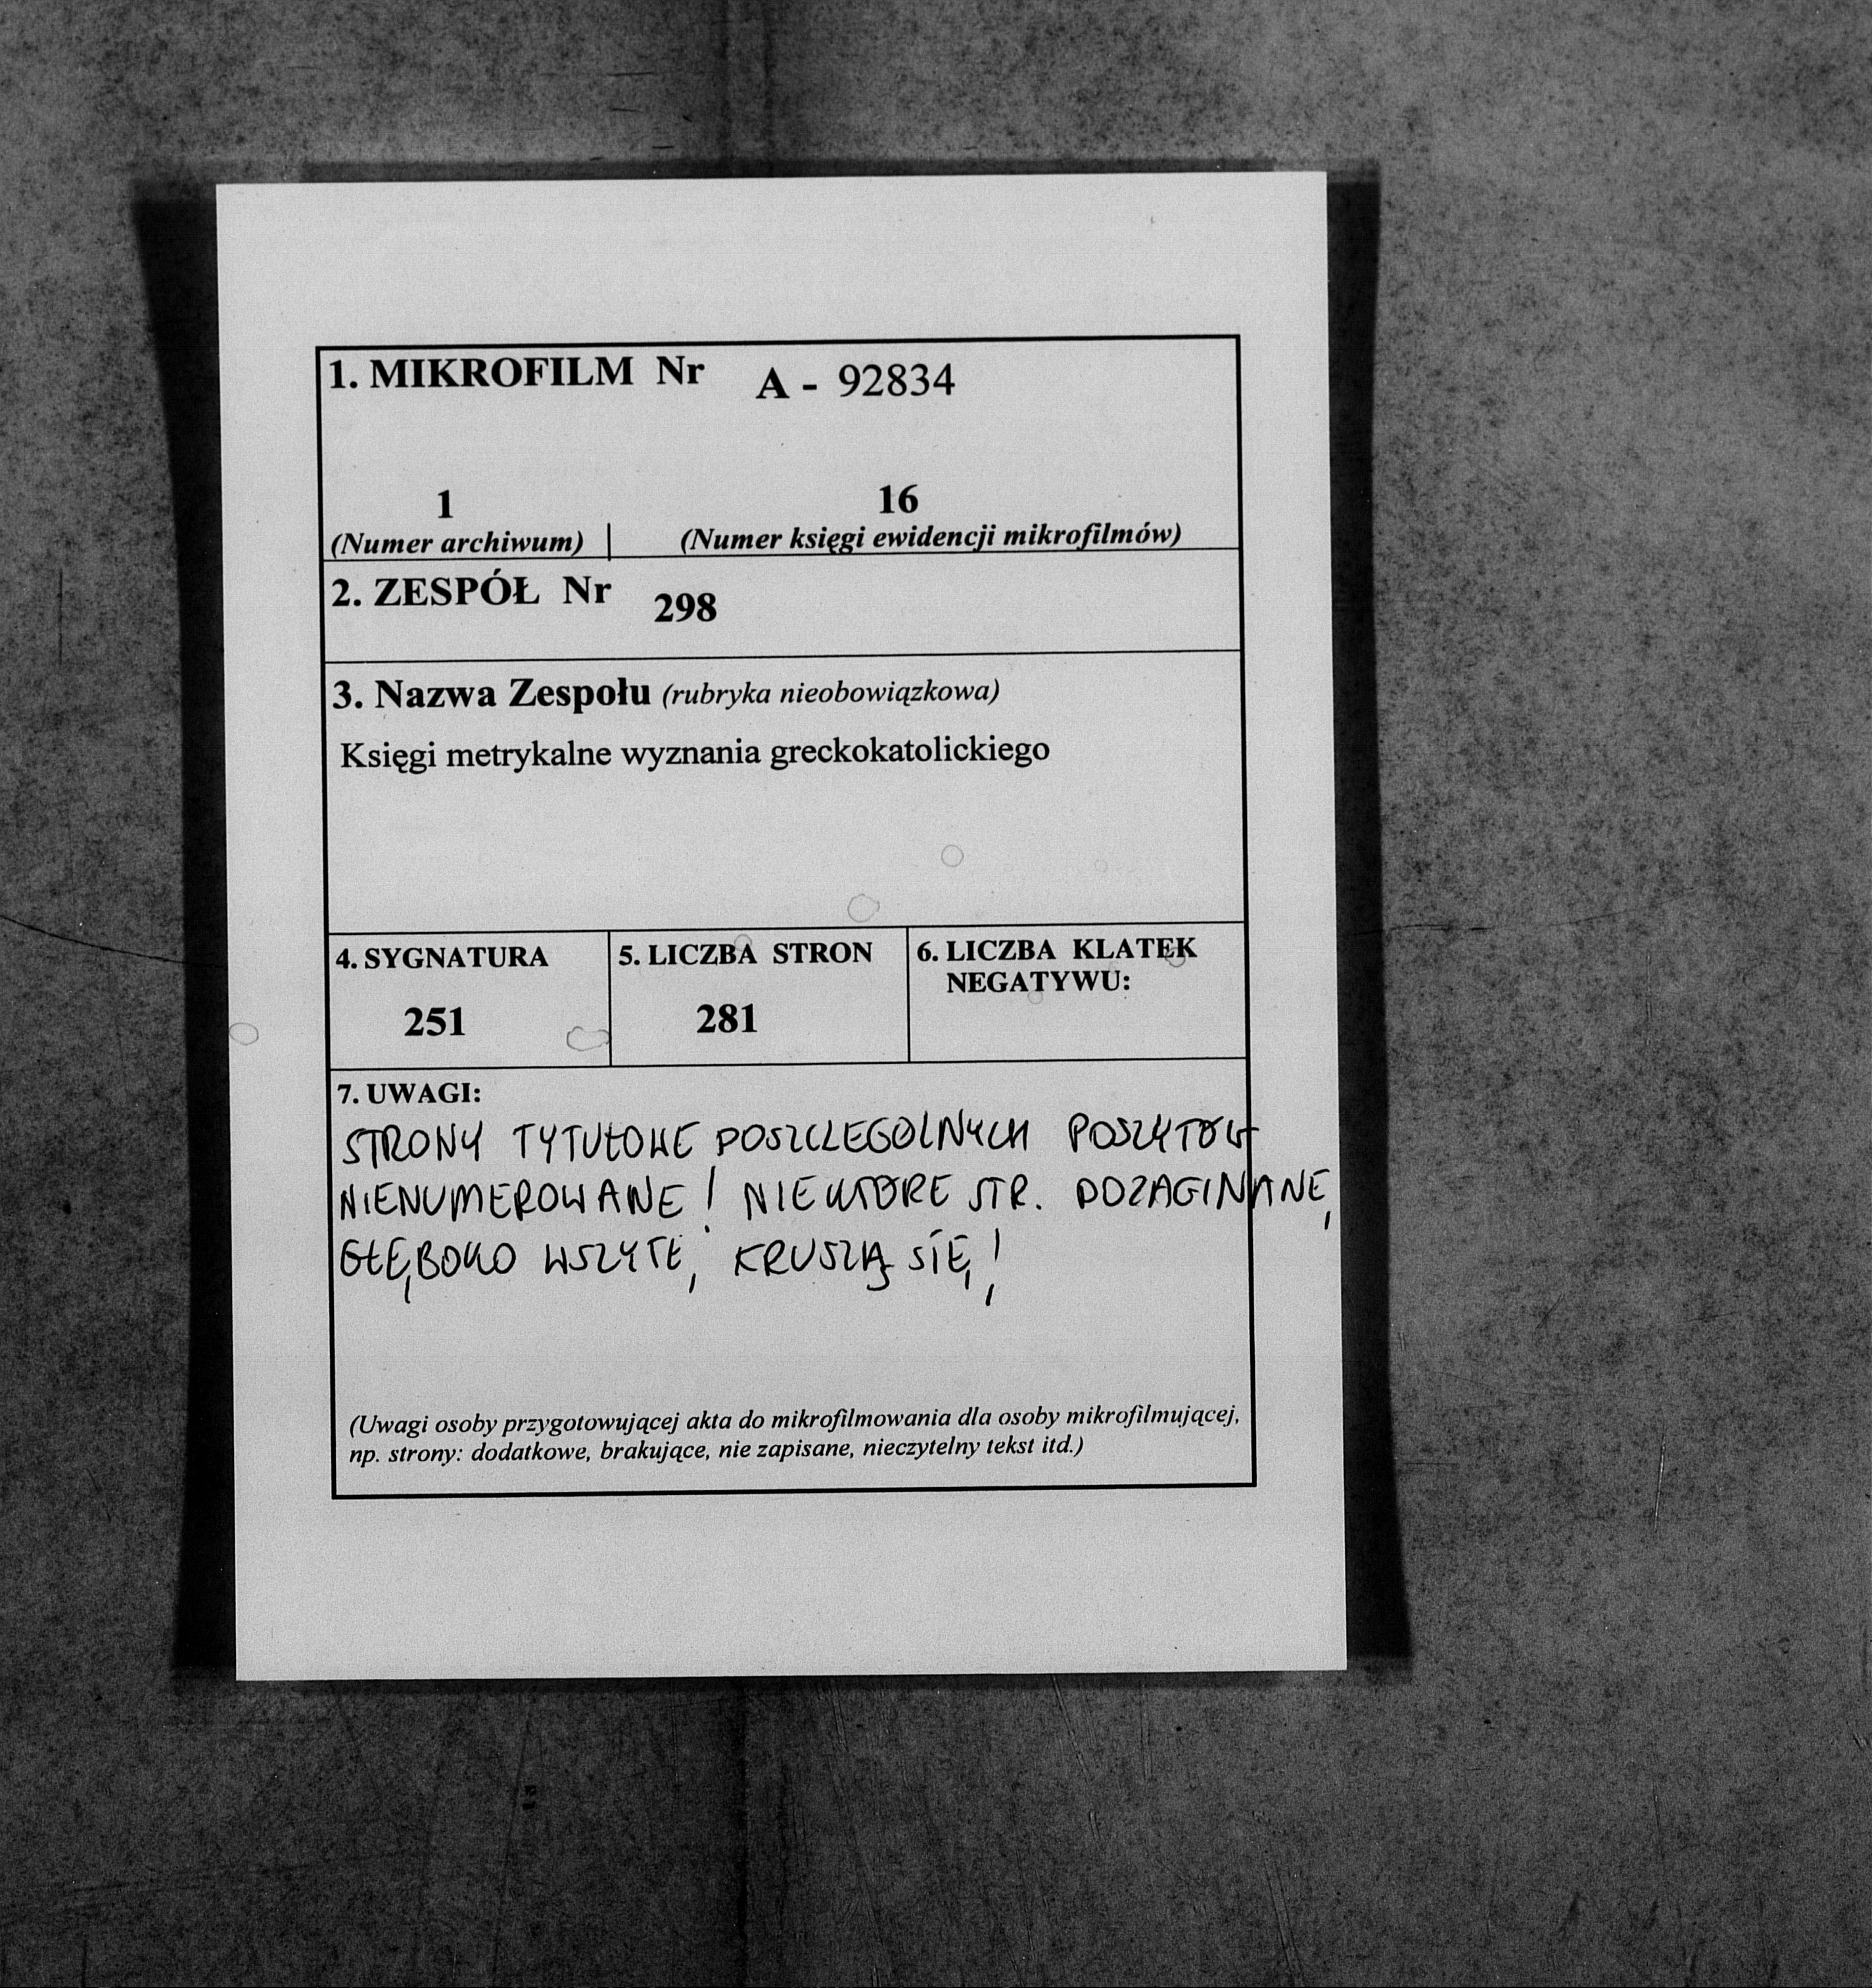 1. MIKROFILM Nr A - 92834
1 16
(Numer archiwum) (Numer księgi ewidencji mikrofilmów)
2. ZESPÓŁ Nr 298
3. Nazwa Zespołu (rubryka nieobowiązkowa)
Księgi metrykalne wyznania greckokatolickiego
4. SYGNATURA 5. LICZBA STRON 6. LICZBA KLATEK
NEGATYWU:
251 281
7. UWAGI:
STRONY TYTUŁOWE POSZCZEGÓLNYCH POSZYTÓW
NIENUMEROWANE! NIEKTÓRE STR. POZAGINANE,
GŁĘBOKO WSZYTE, KRUSZĄ SIĘ!
(Uwagi osoby przygotowującej akta do mikrofilmowania dla osoby mikrofilmującej,
np. strony: dodatkowe, brakujące, nie zapisane, nieczytelny tekst itd.)